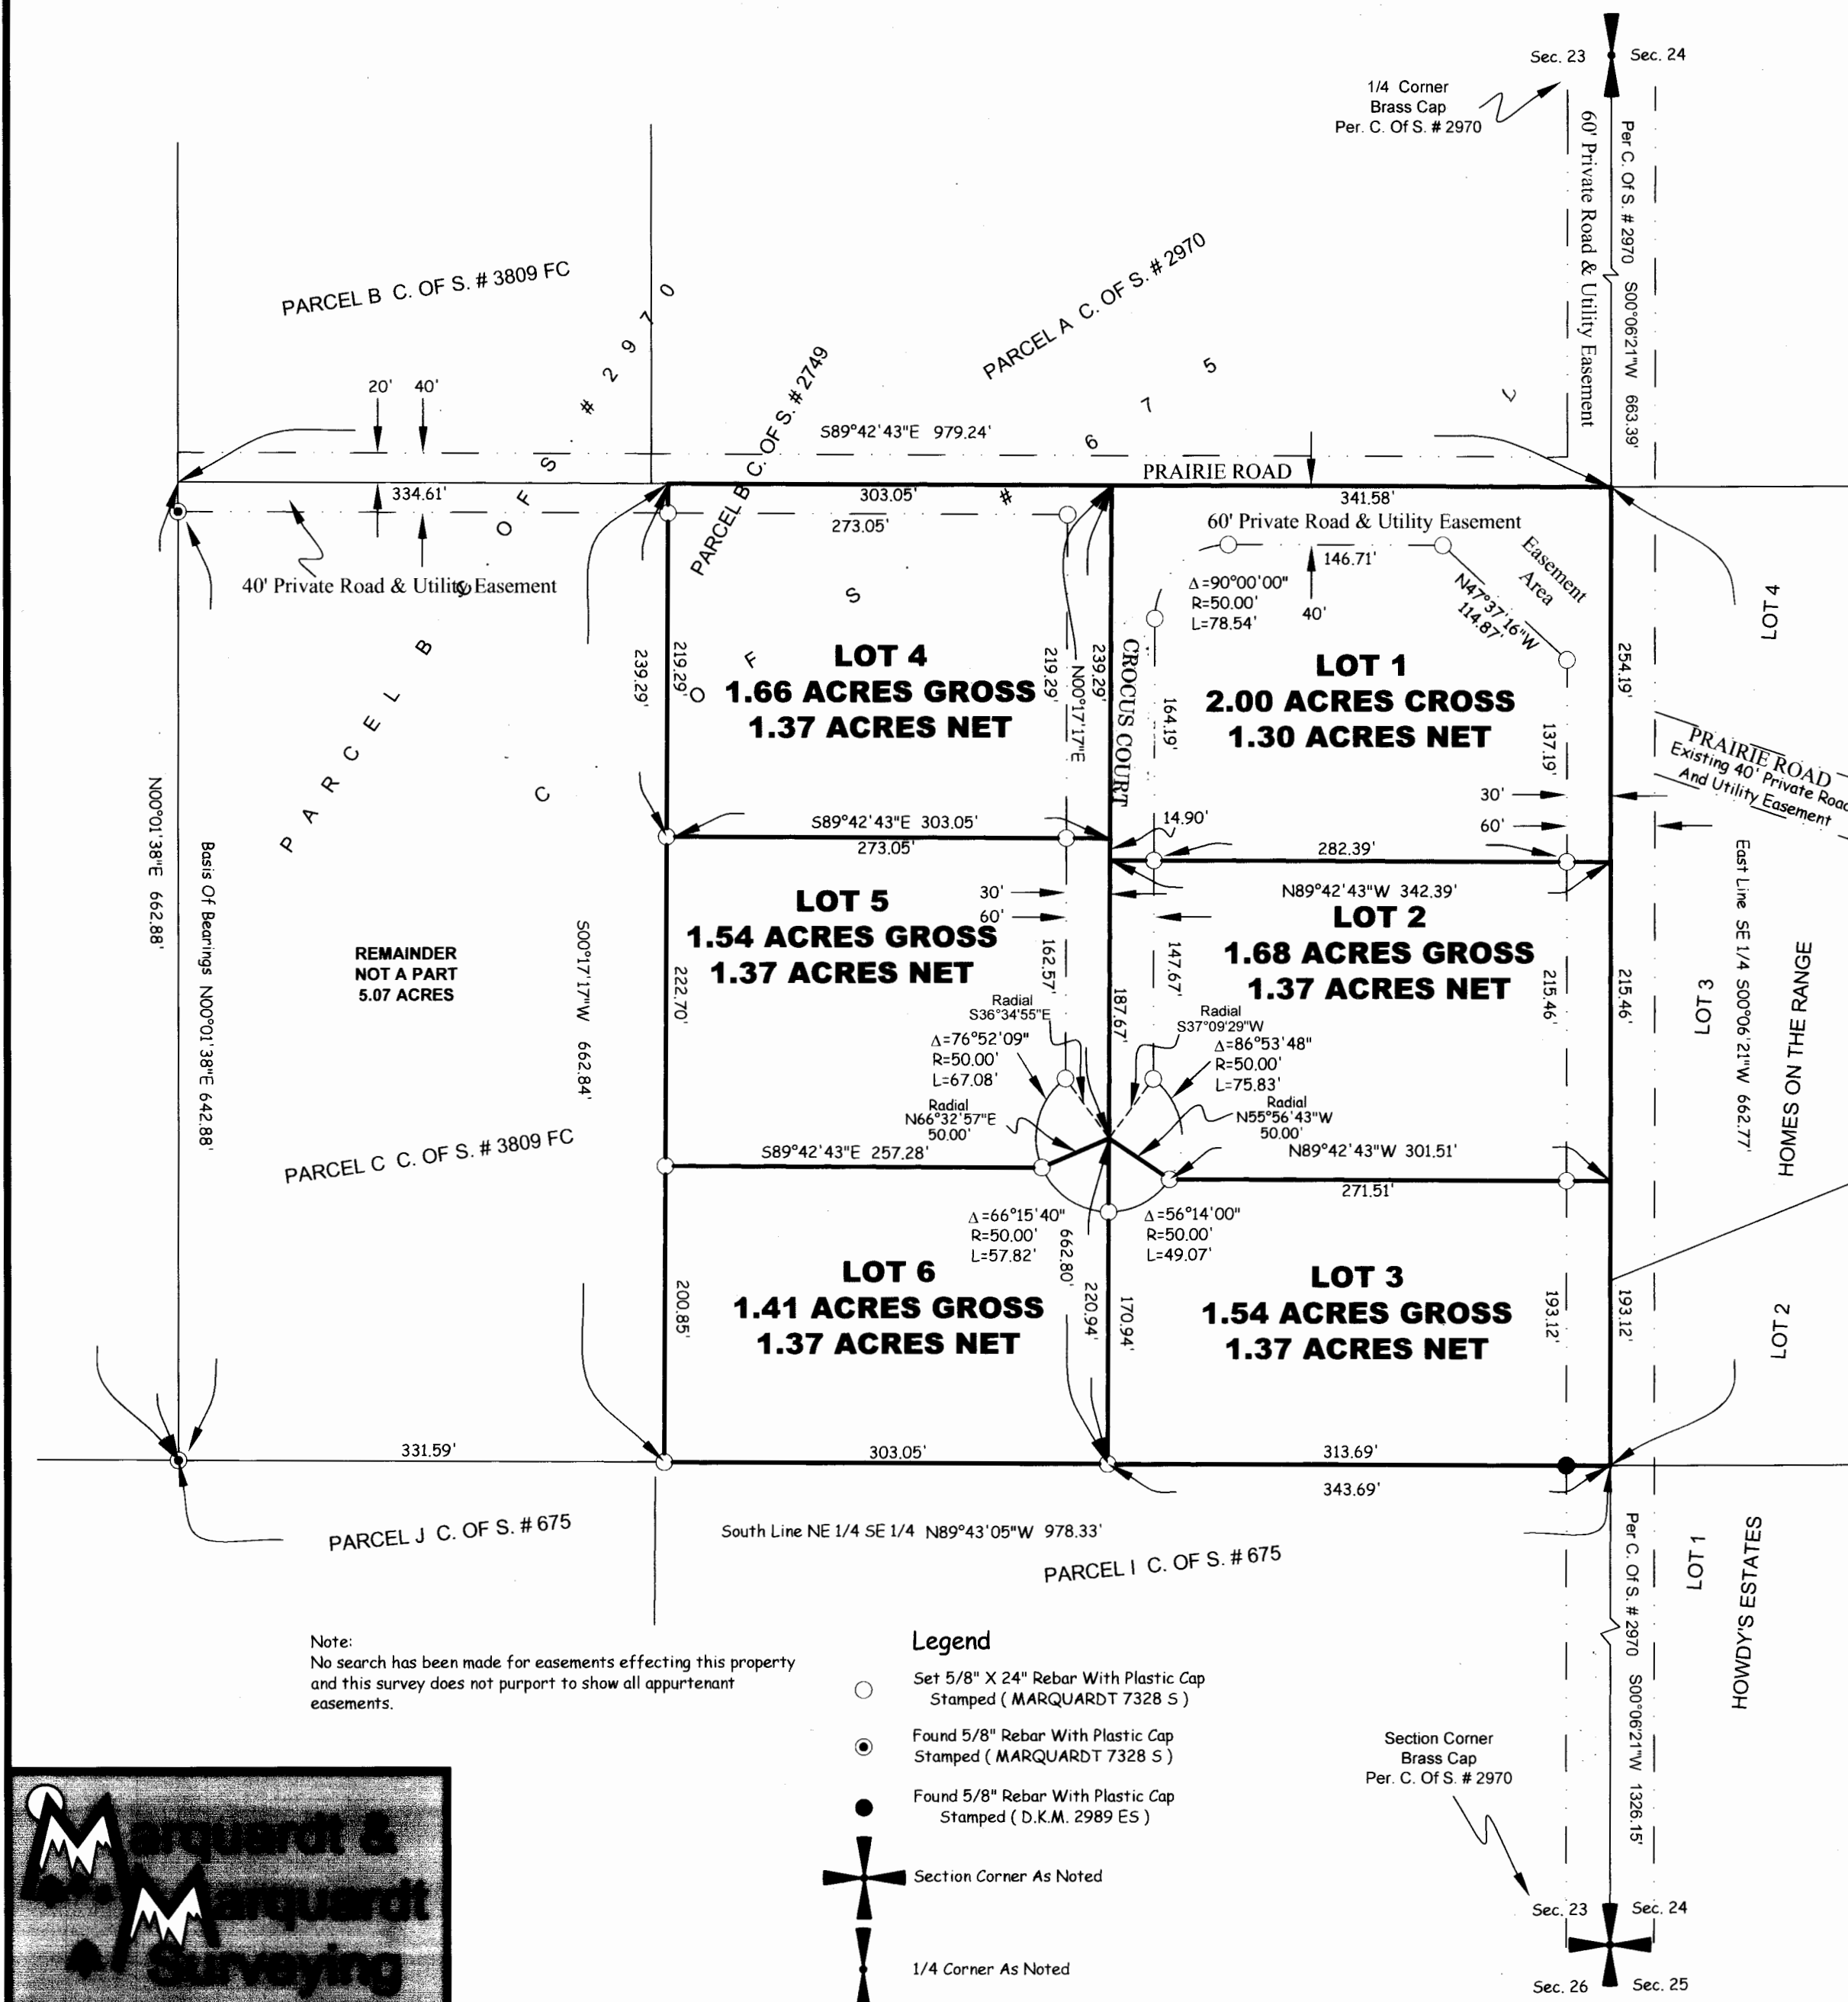 Sec. 23
Sec. 24
1/4 Corner
Brass Cap
Per. C. Of S. # 2970
60' Private Road & Utility Easement
Per C. Of S. # 2970 S00°06'21"W 663.39'
PARCEL B C. OF S. # 3809 FC
PARCEL A C. OF S. # 2970
PARCEL B C. OF S. # 2749
PARCEL B C OF S. # 2970
C OF S # 6 7 5
20'
40'
S89°42'43"E 979.24'
PRAIRIE ROAD
334.61'
303.05'
341.58'
273.05'
60' Private Road & Utility Easement
146.71'
Easement
Area
40' Private Road & Utility Easement
Δ=90°00'00"
R=50.00'
L=78.54'
40'
N47°37'16"W
114.87'
LOT 4
239.29'
219.29'
LOT 4
1.66 ACRES GROSS
1.37 ACRES NET
219.29'
N00°17'17"E
239.29'
CROCUS COURT
164.19'
LOT 1
2.00 ACRES CROSS
1.30 ACRES NET
137.19'
254.19'
PRAIRIE ROAD
Existing 40' Private Road
And Utility Easement
30'
60'
S89°42'43"E 303.05'
273.05'
14.90'
282.39'
N89°42'43"W 342.39'
N00°01'38"E 662.88'
Basis Of Bearings N00°01'38"E 642.88'
REMAINDER
NOT A PART
5.07 ACRES
S00°17'17"W 662.84'
LOT 5
1.54 ACRES GROSS
1.37 ACRES NET
222.70'
30'
60'
162.57'
187.67'
147.67'
LOT 2
1.68 ACRES GROSS
1.37 ACRES NET
215.46'
215.46'
LOT 3
East Line SE 1/4 S00°06'21"W 662.77'
HOMES ON THE RANGE
Radial
S36°34'55"E
Δ=76°52'09"
R=50.00'
L=67.08'
Radial
N66°32'57"E
50.00'
Radial
S37°09'29"W
Δ=86°53'48"
R=50.00'
L=75.83'
Radial
N55°56'43"W
50.00'
PARCEL C C. OF S. # 3809 FC
S89°42'43"E 257.28'
N89°42'43"W 301.51'
271.51'
Δ=66°15'40"
R=50.00'
L=57.82'
Δ=56°14'00"
R=50.00'
L=49.07'
LOT 6
1.41 ACRES GROSS
1.37 ACRES NET
200.85'
662.80'
220.94'
170.94'
LOT 3
1.54 ACRES GROSS
1.37 ACRES NET
193.12'
193.12'
LOT 2
331.59'
303.05'
313.69'
343.69'
PARCEL J C. OF S. # 675
South Line NE 1/4 SE 1/4 N89°43'05"W 978.33'
PARCEL I C. OF S. # 675
Per C. Of S. # 2970 S00°06'21"W 1326.15'
LOT 1
HOWDY'S ESTATES
Note:
No search has been made for easements effecting this property
and this survey does not purport to show all appurtenant
easements.
Legend
Set 5/8" X 24" Rebar With Plastic Cap
Stamped ( MARQUARDT 7328 S )
Found 5/8" Rebar With Plastic Cap
Stamped ( MARQUARDT 7328 S )
Found 5/8" Rebar With Plastic Cap
Stamped ( D.K.M. 2989 ES )
Section Corner As Noted
1/4 Corner As Noted
Section Corner
Brass Cap
Per. C. Of S. # 2970
Sec. 23
Sec. 24
Sec. 26
Sec. 25
Marquardt &
Marquardt
Surveying